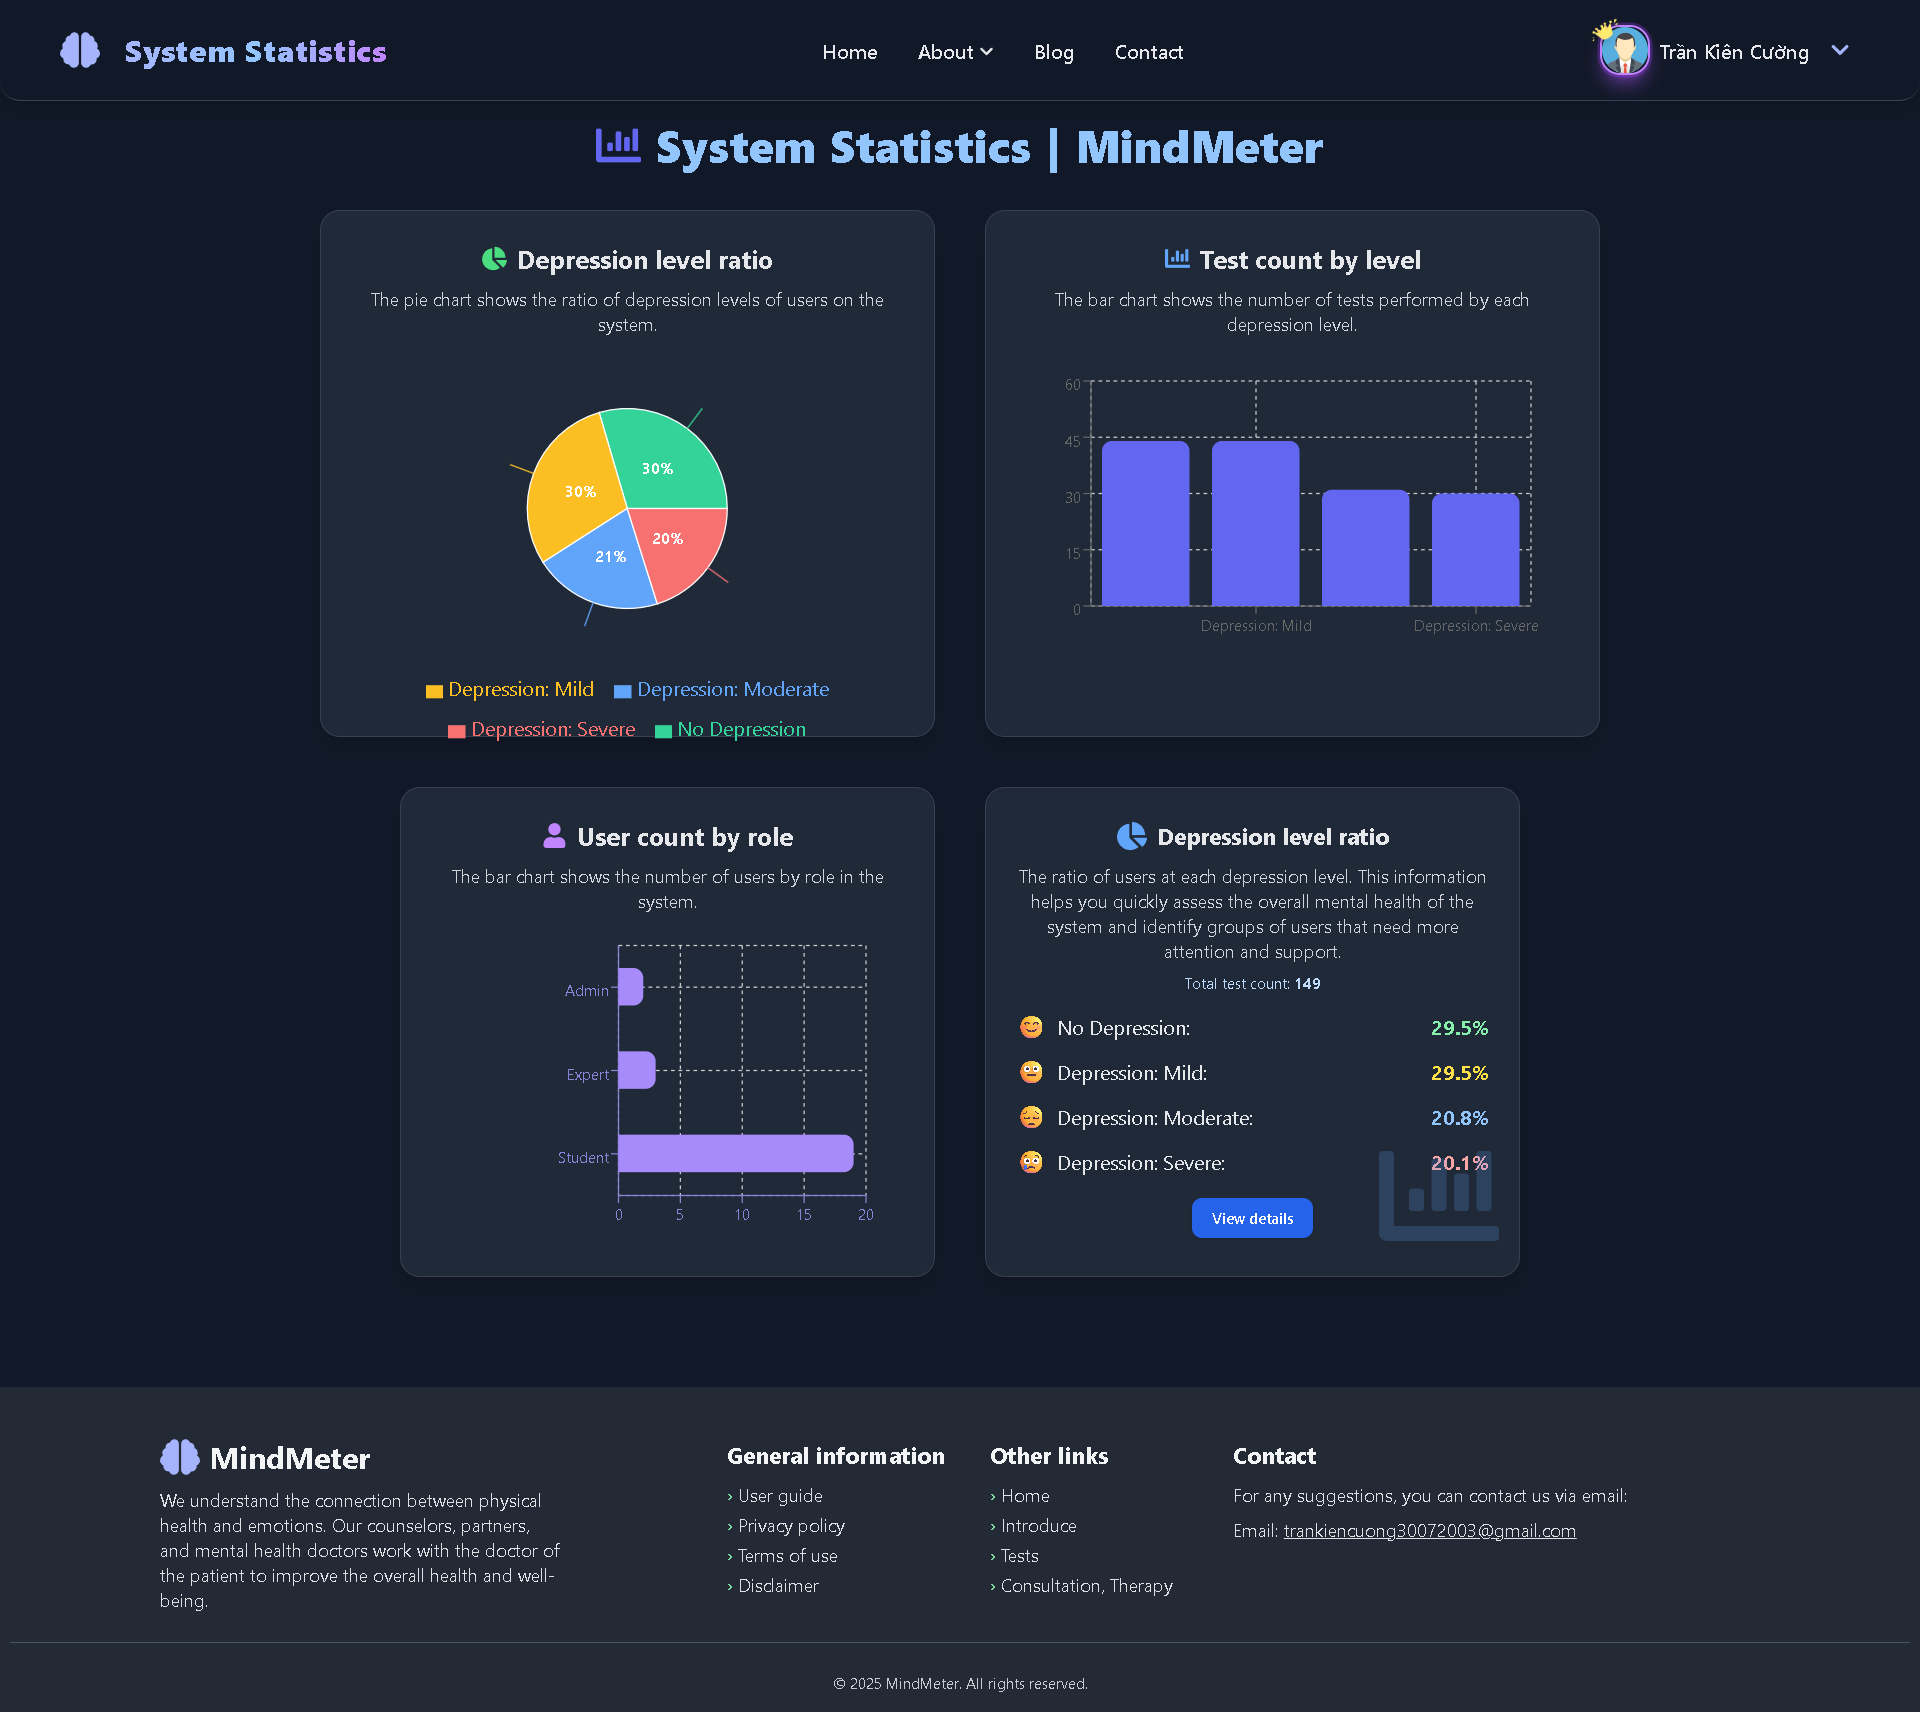 System Statistics
Home
About
Blog
Contact
Trần Kiên Cường
System Statistics | MindMeter
Depression level ratio
The pie chart shows the ratio of depression levels of users on the
system.
30%
30%
20%
21%
Depression: Mild
Depression: Moderate
Depression: Severe
No Depression
Test count by level
The bar chart shows the number of tests performed by each
depression level.
60
45
30
15
0
Depression: Mild
Depression: Severe
User count by role
The bar chart shows the number of users by role in the
system.
Admin
Expert
Student
0
5
10
15
20
Depression level ratio
The ratio of users at each depression level. This information
helps you quickly assess the overall mental health of the
system and identify groups of users that need more
attention and support.
Total test count: 149
No Depression: 29.5%
Depression: Mild: 29.5%
Depression: Moderate: 20.8%
Depression: Severe: 20.1%
View details
MindMeter
We understand the connection between physical
health and emotions. Our counselors, partners,
and mental health doctors work with the doctor of
the patient to improve the overall health and well-
being.
General information
› User guide
› Privacy policy
› Terms of use
› Disclaimer
Other links
› Home
› Introduce
› Tests
› Consultation, Therapy
Contact
For any suggestions, you can contact us via email:
Email: trankiencuong30072003@gmail.com
© 2025 MindMeter. All rights reserved.